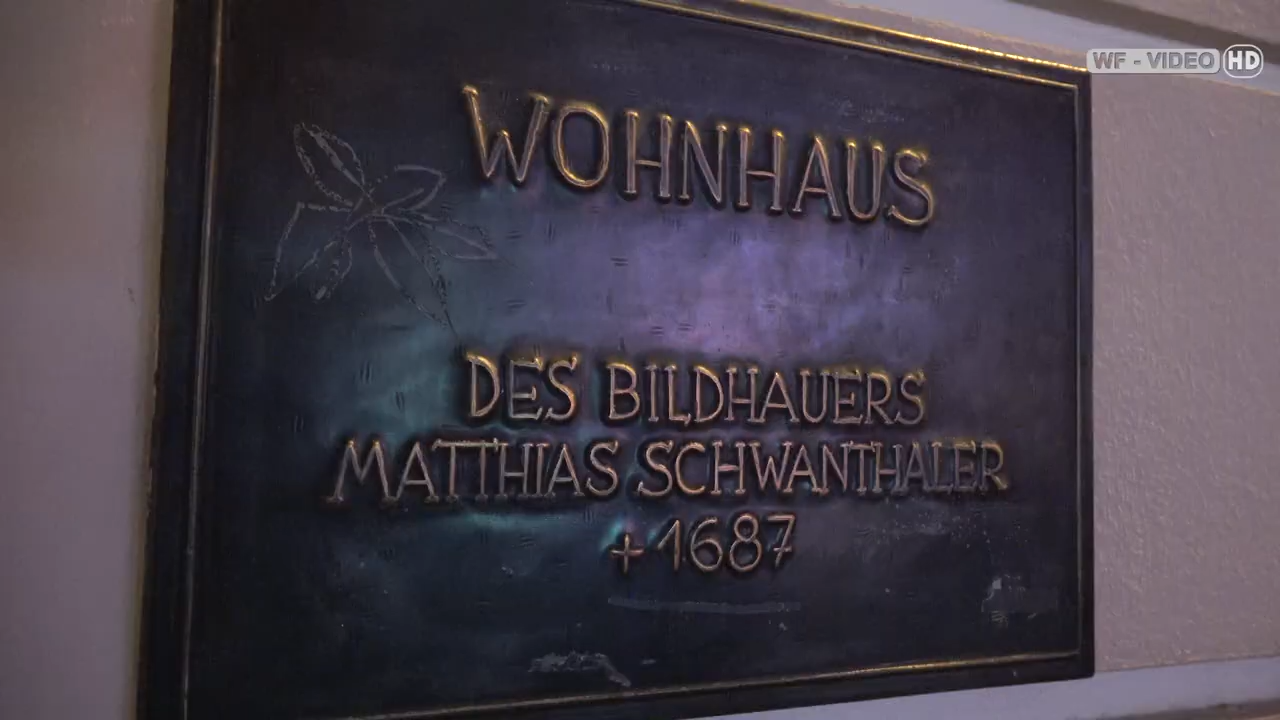 WF - VIDEO HD
WOHNHAUS
DES BILDHAUERS
MATTHIAS SCHWANTHALER
+ 1687